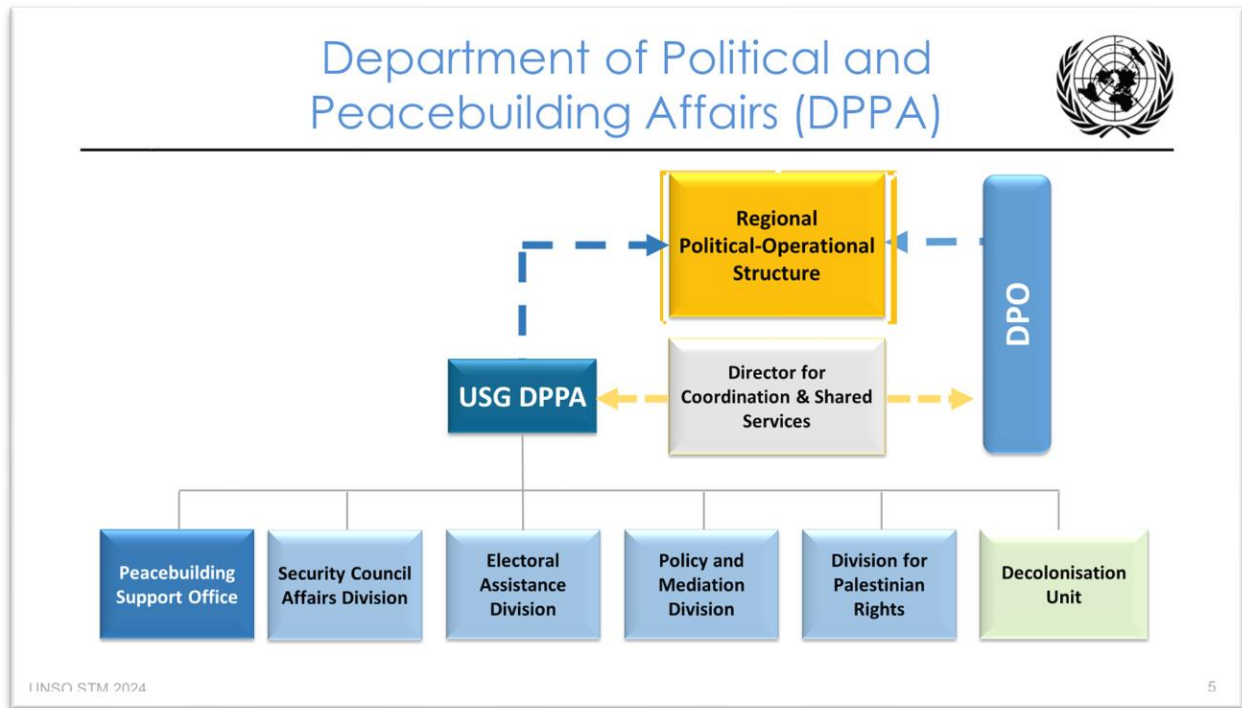 Department of Political and
Peacebuilding Affairs (DPPA)
Regional
Political-Operational
Structure
DPO
USG DPPA
Director for
Coordination & Shared
Services
Peacebuilding
Support Office
Security Council
Affairs Division
Electoral
Assistance
Division
Policy and
Mediation
Division
Division for
Palestinian
Rights
Decolonisation
Unit
UNSO STM 2024
5